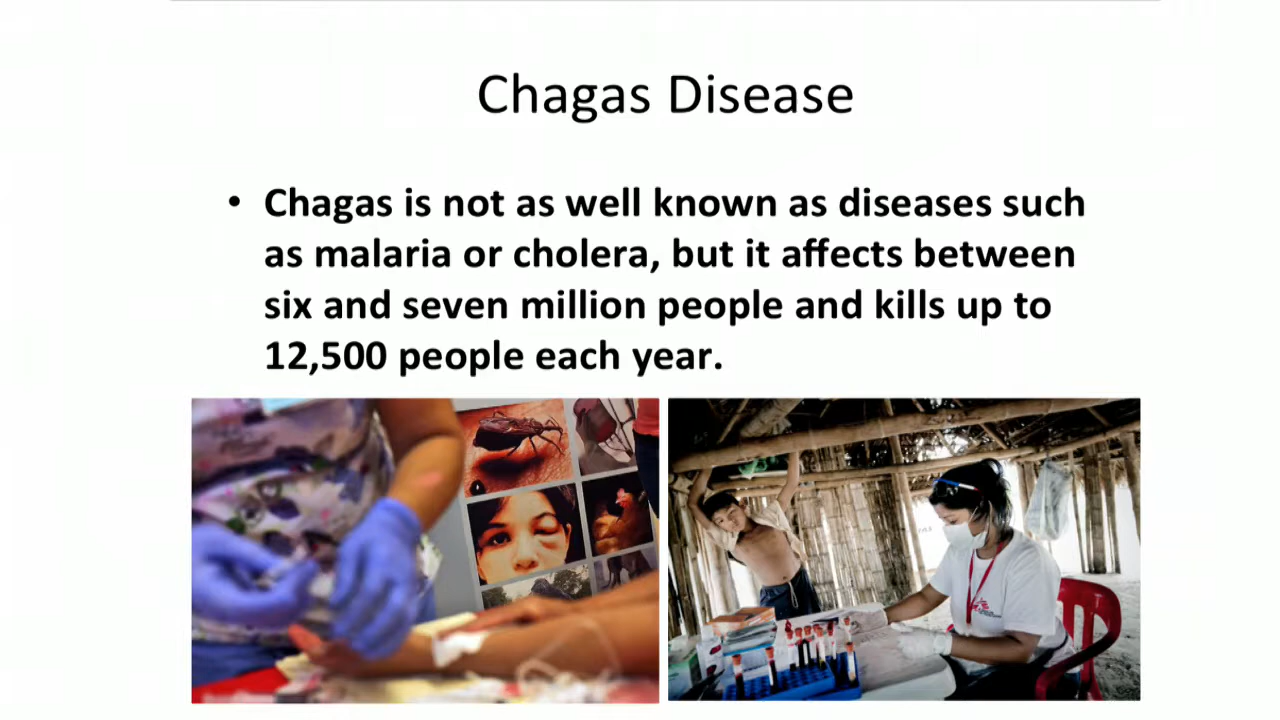 Chagas Disease
• Chagas is not as well known as diseases such
as malaria or cholera, but it affects between
six and seven million people and kills up to
12,500 people each year.